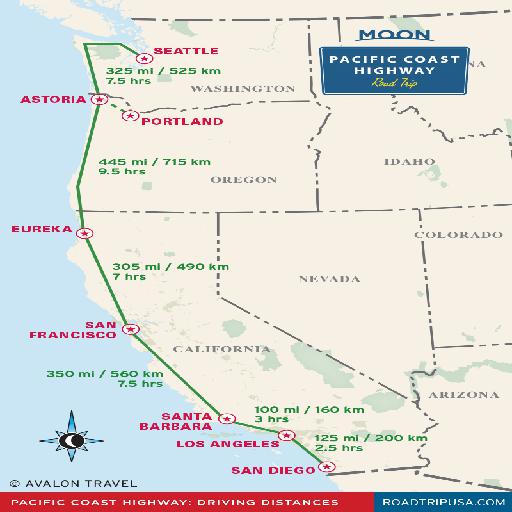 MOON
PACIFIC COAST
HIGHWAY
Road Trip
NA
SEATTLE
325 mi / 525 km
7.5 hrs
WASHINGTON
ASTORIA
PORTLAND
445 mi / 715 km
9.5 hrs
IDAHO
OREGON
EUREKA
COLORADO
305 mi / 490 km
7 hrs
NEVADA
SAN
FRANCISCO
CALIFORNIA
350 mi / 560 km
7.5 hrs
ARIZONA
SANTA
BARBARA
100 mi / 160 km
3 hrs
LOS ANGELES
125 mi / 200 km
2.5 hrs
SAN DIEGO
© AVALON TRAVEL
PACIFIC COAST HIGHWAY: DRIVING DISTANCES
ROADTRIPUSA.COM